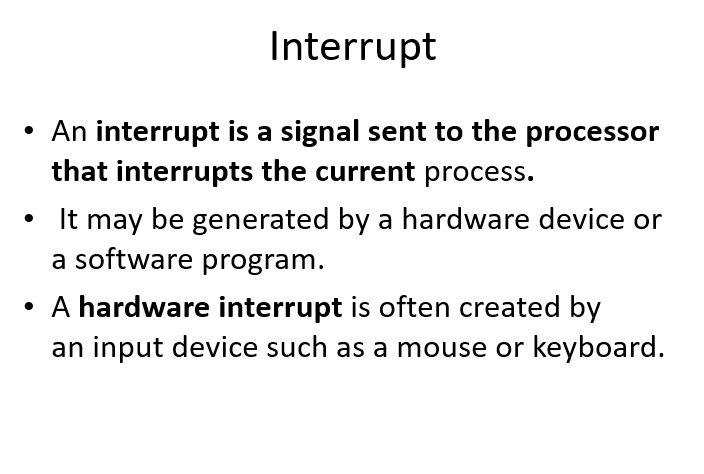 Interrupt
• An interrupt is a signal sent to the processor
that interrupts the current process.
• It may be generated by a hardware device or
a software program.
• A hardware interrupt is often created by
an input device such as a mouse or keyboard.